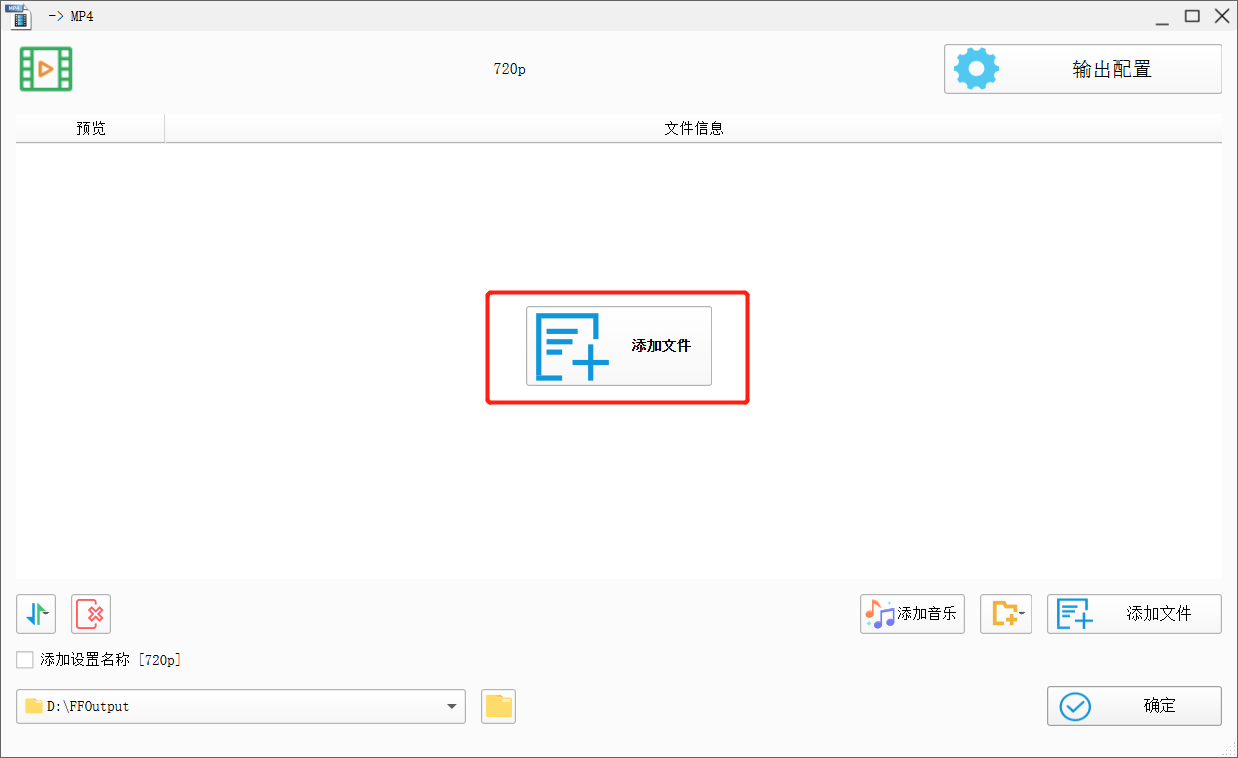 -> MP4
720p
输出配置
预览
文件信息
添加文件
添加音乐
添加文件
添加设置名称 [720p]
D:\FFOutput
确定